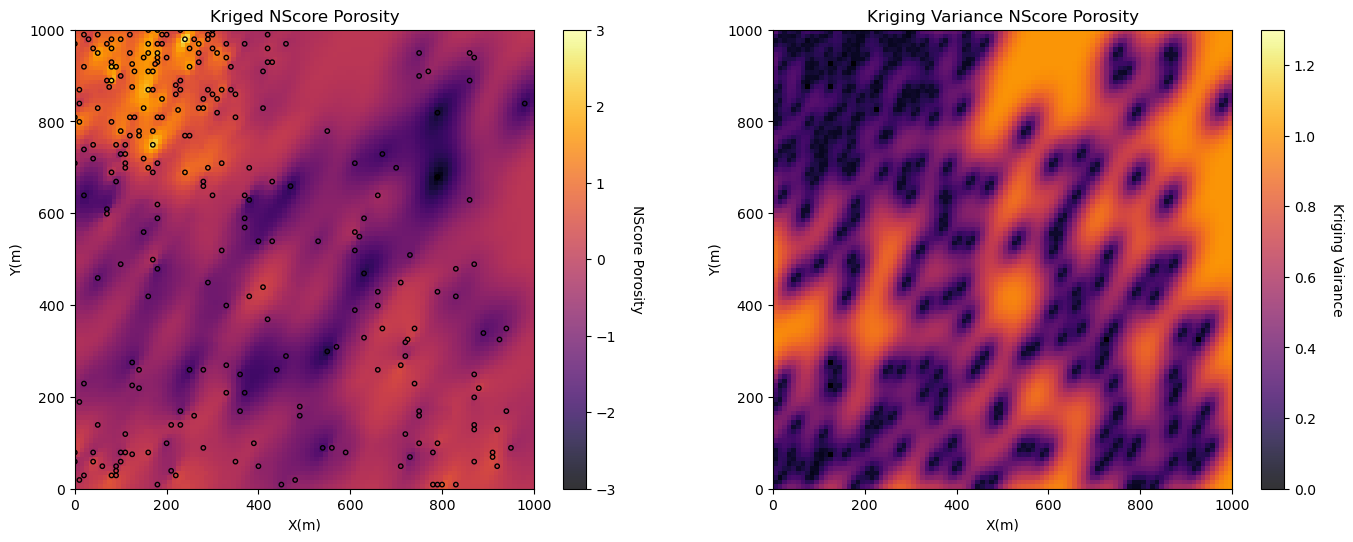 Kriged NScore Porosity
1000
800
600
400
200
0
Y(m)
0 200 400 600 800 1000
X(m)
3
2
1
0
−1
−2
−3
NScore Porosity
Kriging Variance NScore Porosity
1000
800
600
400
200
0
Y(m)
0 200 400 600 800 1000
X(m)
1.2
1.0
0.8
0.6
0.4
0.2
0.0
Kriging Vairance